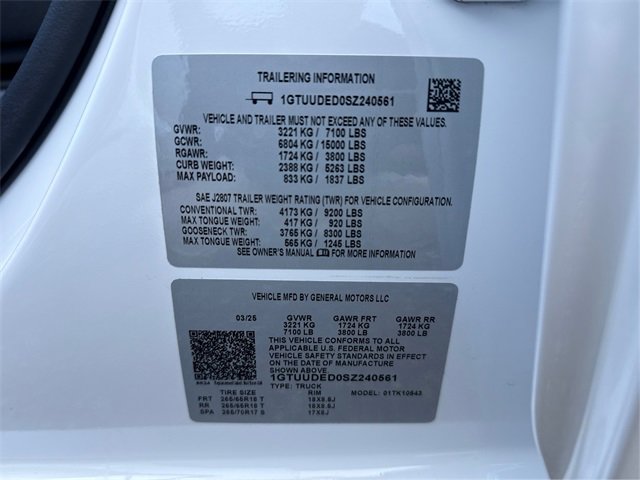 TRAILERING INFORMATION
1GTUUDED0SZ240561
VEHICLE AND TRAILER MUST NOT EXCEED ANY OF THESE VALUES.
GVWR: 3221 KG / 7100 LBS
GCWR: 6804 KG / 15000 LBS
RGAWR: 1724 KG / 3800 LBS
CURB WEIGHT: 2388 KG / 5263 LBS
MAX PAYLOAD: 833 KG / 1837 LBS
SAE J2807 TRAILER WEIGHT RATING (TWR) FOR VEHICLE CONFIGURATION.
CONVENTIONAL TWR: 4173 KG / 9200 LBS
MAX TONGUE WEIGHT: 417 KG / 920 LBS
GOOSENECK TWR: 3765 KG / 8300 LBS
MAX TONGUE WEIGHT: 565 KG / 1245 LBS
SEE OWNER'S MANUAL FOR MORE INFORMATION
VEHICLE MFD BY GENERAL MOTORS LLC
03/25 GVWR GAWR FRT GAWR RR
3221 KG 1724 KG 1724 KG
7100 LB 3800 LB 3800 LB
THIS VEHICLE CONFORMS TO ALL
APPLICABLE U.S. FEDERAL MOTOR
VEHICLE SAFETY STANDARDS IN EFFECT
ON THE DATE OF MANUFACTURE
SHOWN ABOVE.
1GTUUDED0SZ240561
TYPE: TRUCK MODEL: 01TK10543
TIRE SIZE RIM
FRT 265/65R18 T 18X8.5J
RR 265/65R18 T 18X8.5J
SPA 265/70R17 S 17X8J